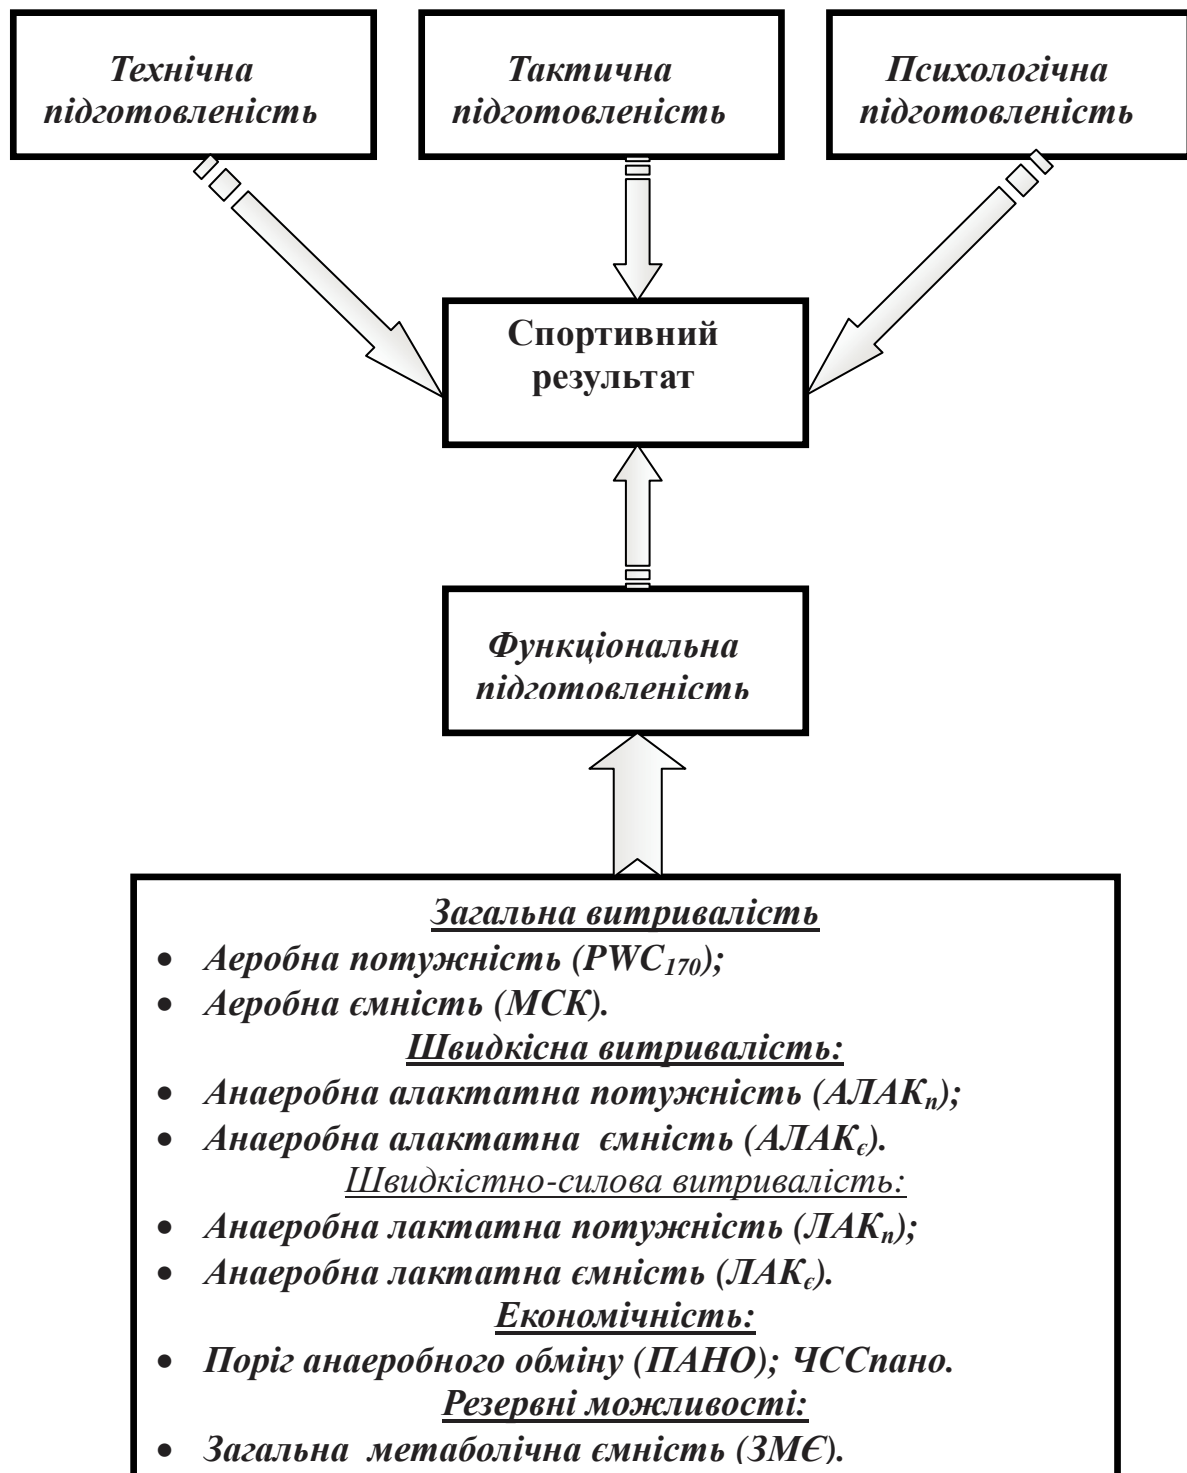 Технічна
підготовленість
Тактична
підготовленість
Психологічна
підготовленість
Спортивний
результат
Функціональна
підготовленість
Загальна витривалість
• Аеробна потужність (PWC170);
• Аеробна ємність (МСК).
Швидкісна витривалість:
• Анаеробна алактатна потужність (АЛАКп);
• Анаеробна алактатна ємність (АЛАКє).
Швидкістно-силова витривалість:
• Анаеробна лактатна потужність (ЛАКп);
• Анаеробна лактатна ємність (ЛАКє).
Економічність:
• Поріг анаеробного обміну (ПАНО); ЧССпано.
Резервні можливості:
• Загальна метаболічна ємність (ЗМЄ).